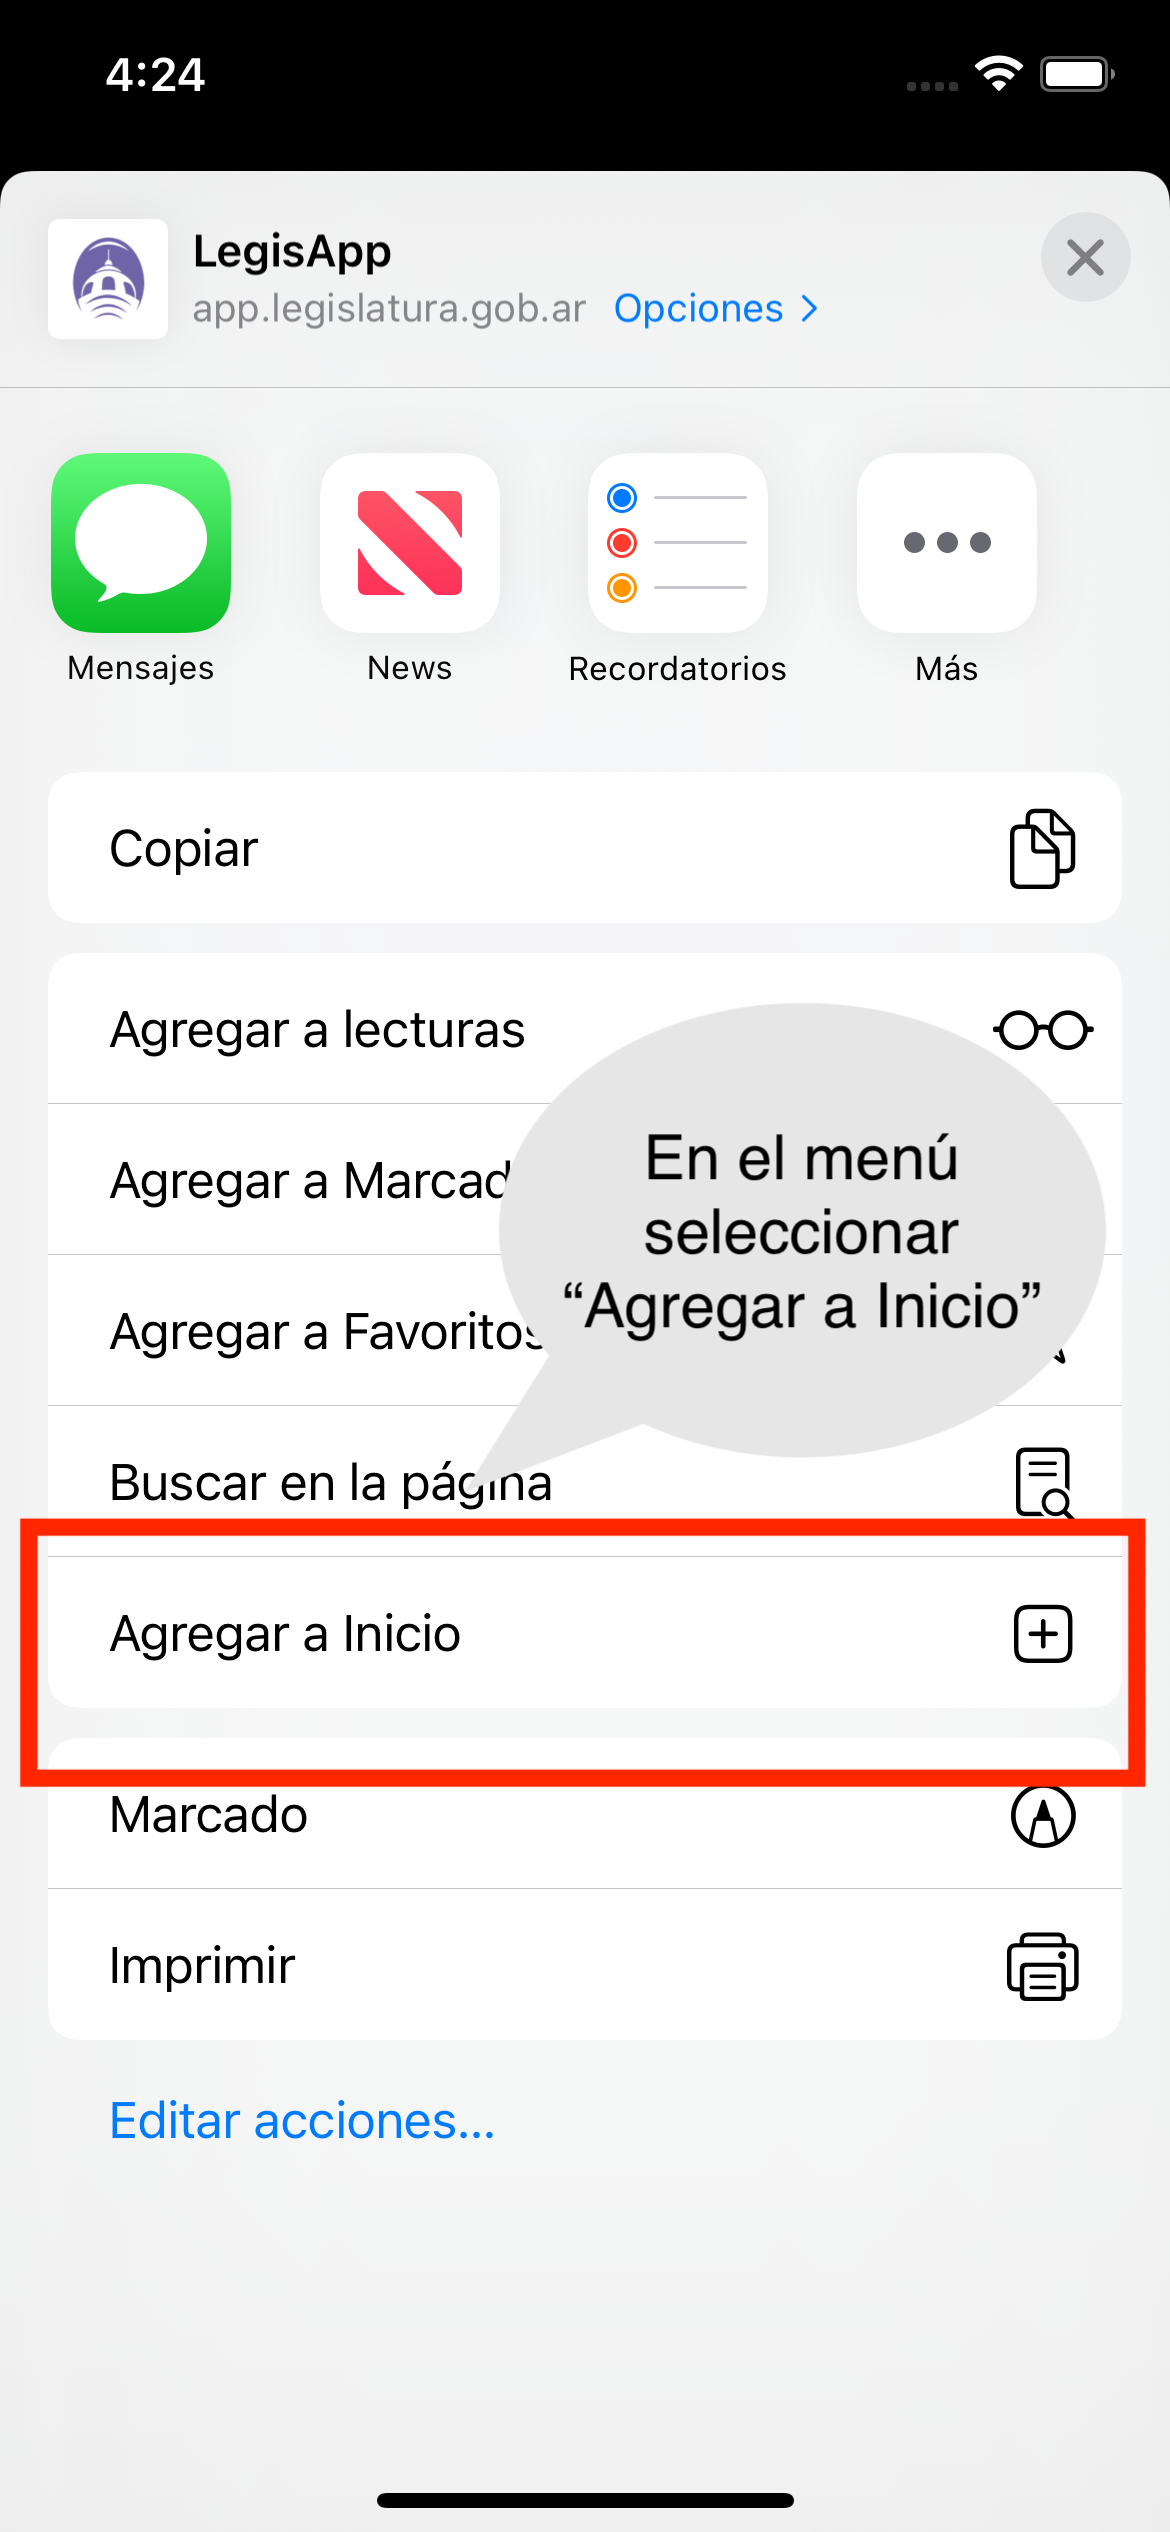 4:24
LegisApp
app.legislatura.gob.ar Opciones
Mensajes
News
Recordatorios
Más
Copiar
Agregar a lecturas
Agregar a Marcad
Agregar a Favoritos
En el menú
seleccionar
“Agregar a Inicio”
Buscar en la página
Agregar a Inicio
Marcado
Imprimir
Editar acciones...